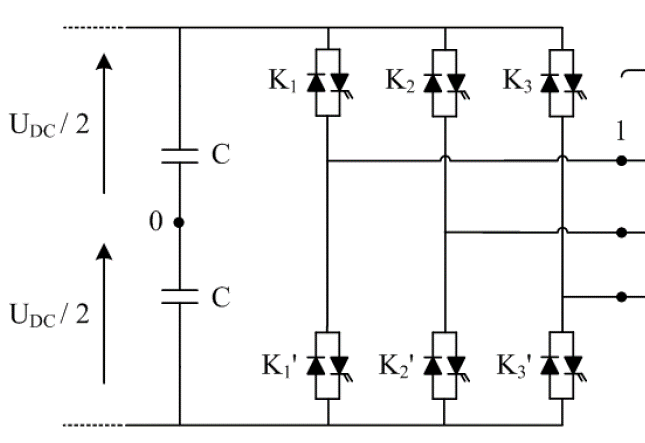 K₁ K₂ K₃
U_DC / 2
C
1
0
U_DC / 2
C
K₁' K₂' K₃'